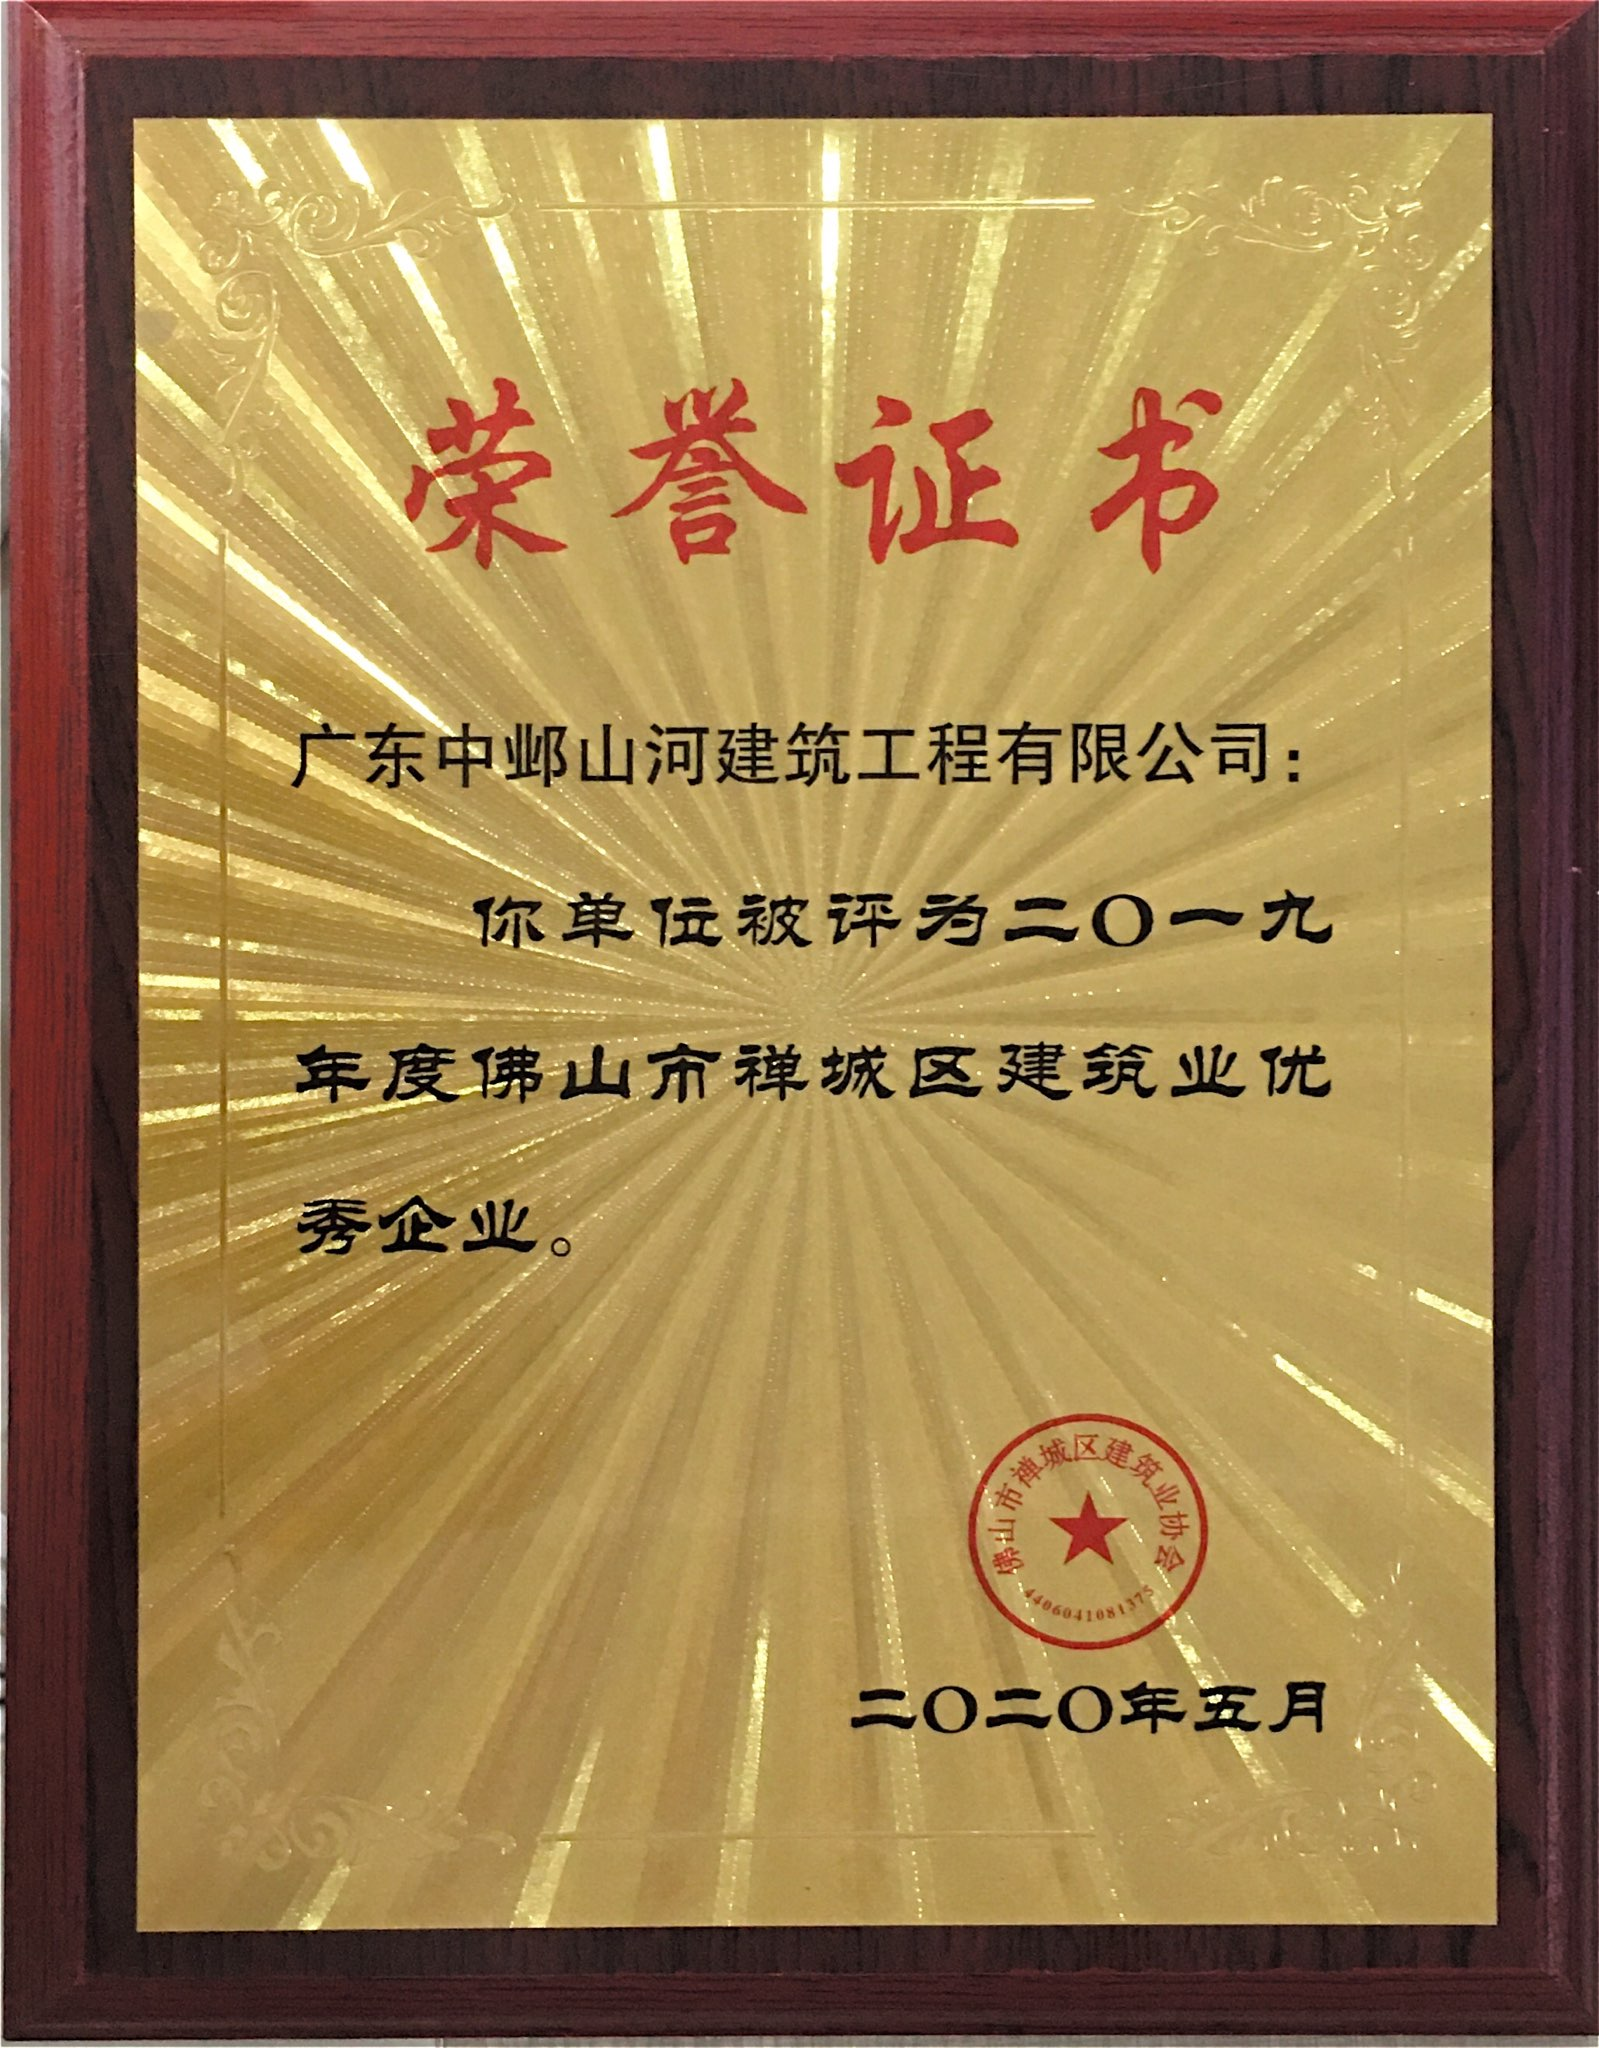 荣誉证书
广东中邺山河建筑工程有限公司：
你单位被评为二〇一九
年度佛山市禅城区建筑业优
秀企业。
佛山市禅城区建筑业协会
4406041081375
二〇二〇年五月